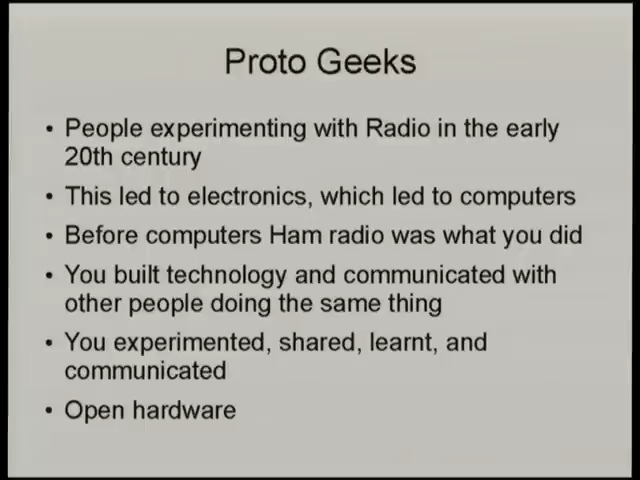 Proto Geeks
• People experimenting with Radio in the early
20th century
• This led to electronics, which led to computers
• Before computers Ham radio was what you did
• You built technology and communicated with
other people doing the same thing
• You experimented, shared, learnt, and
communicated
• Open hardware